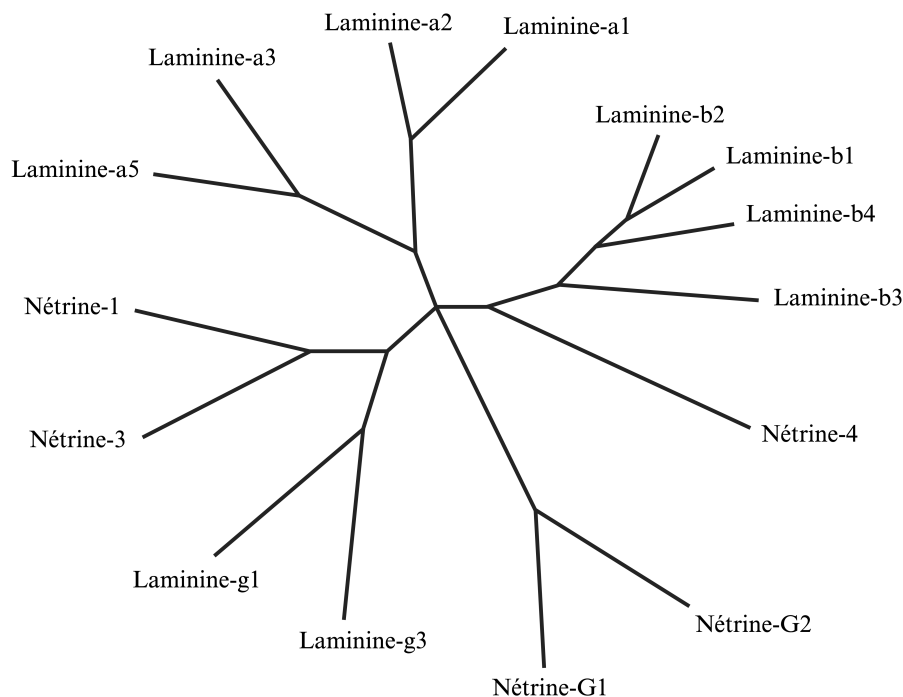 Laminine-a2
Laminine-a1
Laminine-a3
Laminine-b2
Laminine-b1
Laminine-a5
Laminine-b4
Laminine-b3
Nétrine-1
Nétrine-4
Nétrine-3
Laminine-g1
Nétrine-G2
Laminine-g3
Nétrine-G1